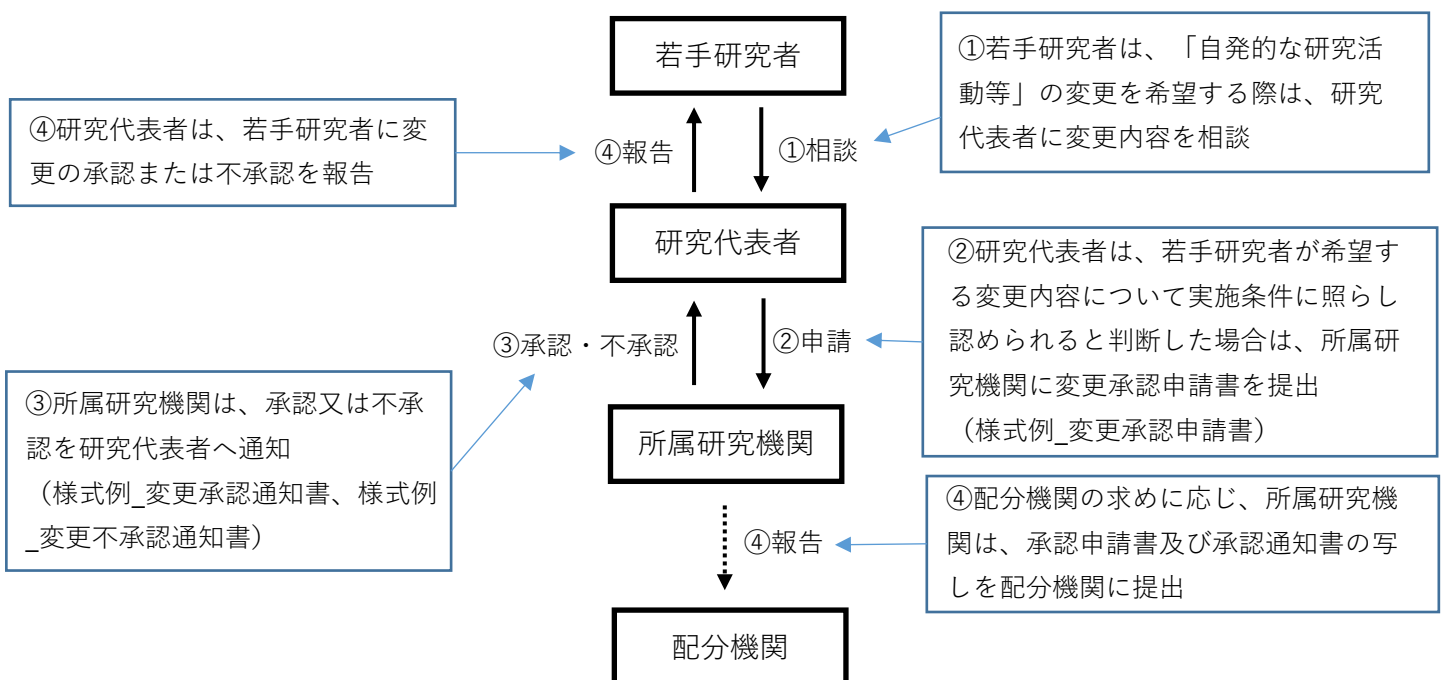 若手研究者
①若手研究者は、「自発的な研究活
動等」の変更を希望する際は、研究
代表者に変更内容を相談
④研究代表者は、若手研究者に変
更の承認または不承認を報告
④報告
①相談
研究代表者
②研究代表者は、若手研究者が希望す
る変更内容について実施条件に照らし
認められると判断した場合は、所属研
究機関に変更承認申請書を提出
（様式例_変更承認申請書）
③承認・不承認
②申請
③所属研究機関は、承認又は不承
認を研究代表者へ通知
（様式例_変更承認通知書、様式例
_変更不承認通知書）
所属研究機関
④配分機関の求めに応じ、所属研究機
関は、承認申請書及び承認通知書の写
しを配分機関に提出
④報告
配分機関